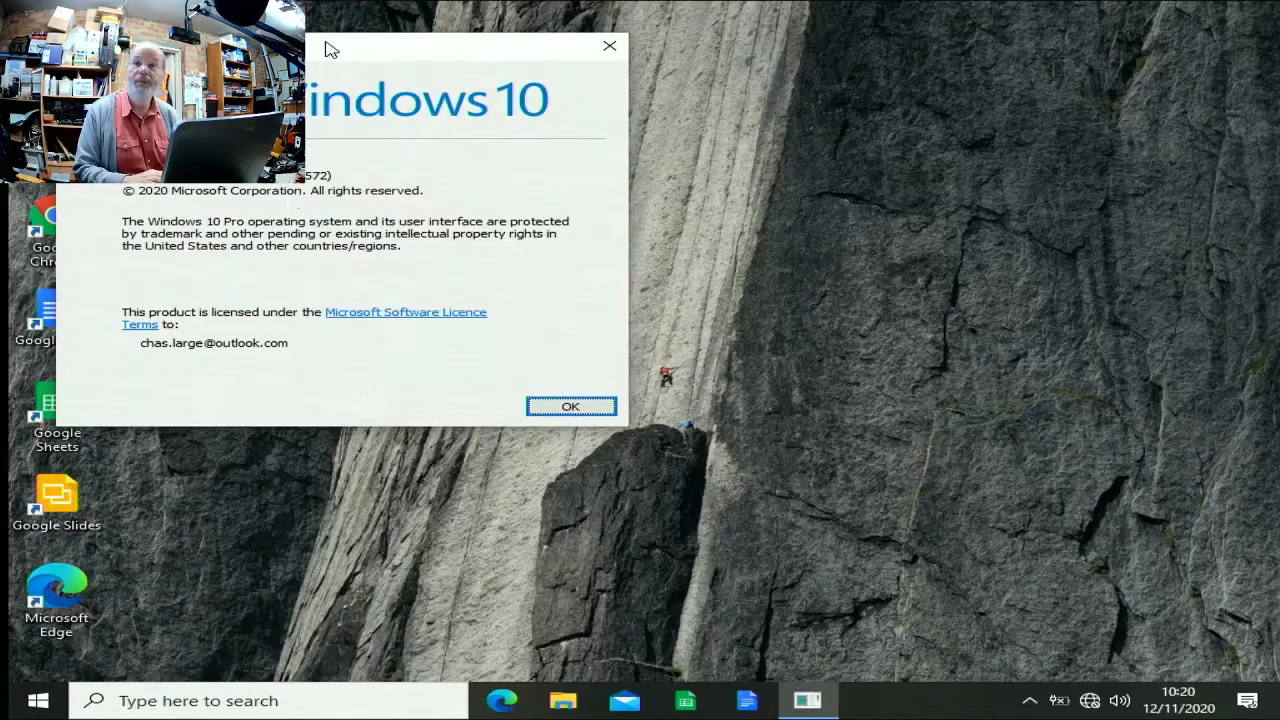 indows 10
572)
© 2020 Microsoft Corporation. All rights reserved.
The Windows 10 Pro operating system and its user interface are protected
by trademark and other pending or existing intellectual property rights in
the United States and other countries/regions.
This product is licensed under the Microsoft Software Licence
Terms to:
chas.large@outlook.com
OK
Goo
Chr
Google
Google
Sheets
Google Slides
Microsoft
Edge
Type here to search
10:20
12/11/2020